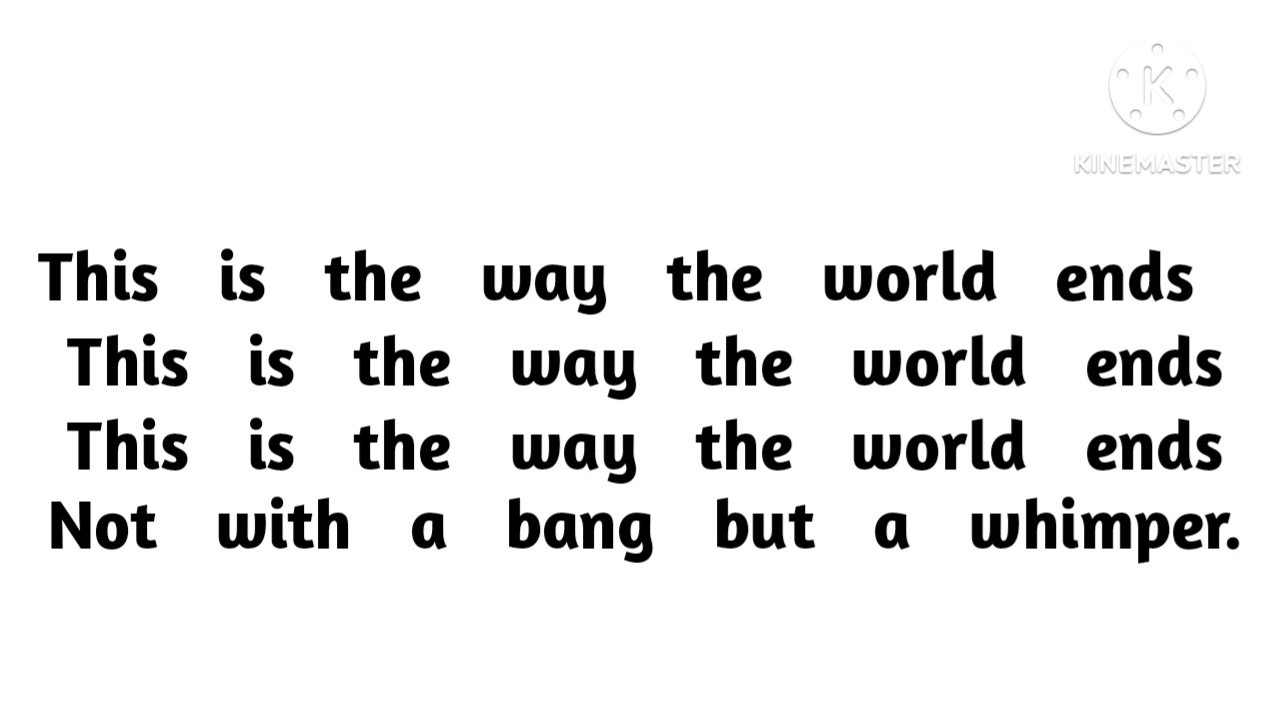 KINEMASTER
This is the way the world ends
This is the way the world ends
This is the way the world ends
Not with a bang but a whimper.